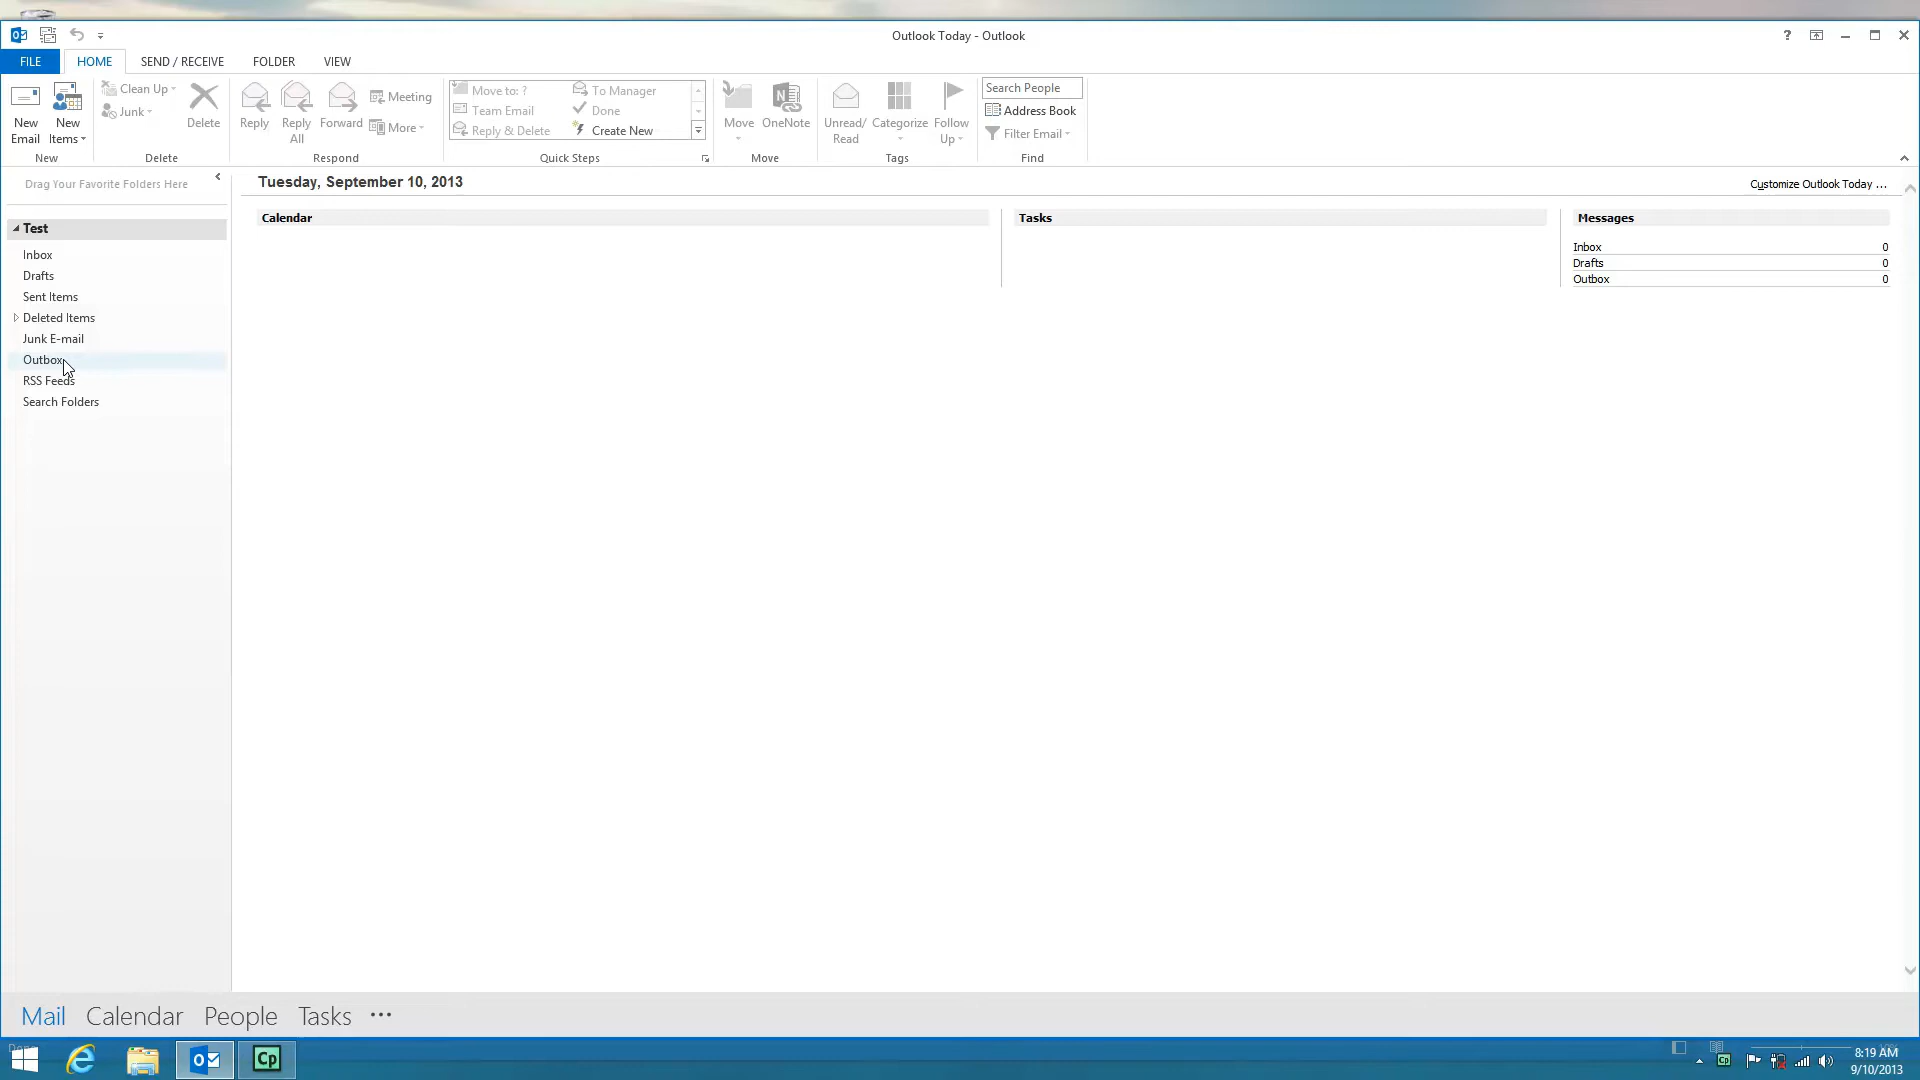 Outlook Today - Outlook
?
FILE HOME SEND / RECEIVE FOLDER VIEW
New Email
New Items
New
Clean Up
Junk
Delete
Delete
Reply
Reply All
Forward
Meeting
More
Respond
Move to: ?
Team Email
Reply & Delete
To Manager
Done
Create New
Quick Steps
Move
OneNote
Move
Unread/ Read
Categorize
Follow Up
Tags
Search People
Address Book
Filter Email
Find
Drag Your Favorite Folders Here
Test
Inbox
Drafts
Sent Items
Deleted Items
Junk E-mail
Outbox
RSS Feeds
Search Folders
Tuesday, September 10, 2013
Customize Outlook Today ...
Calendar
Tasks
Messages
Inbox 0
Drafts 0
Outbox 0
Mail Calendar People Tasks ...
Cp
8:19 AM
9/10/2013